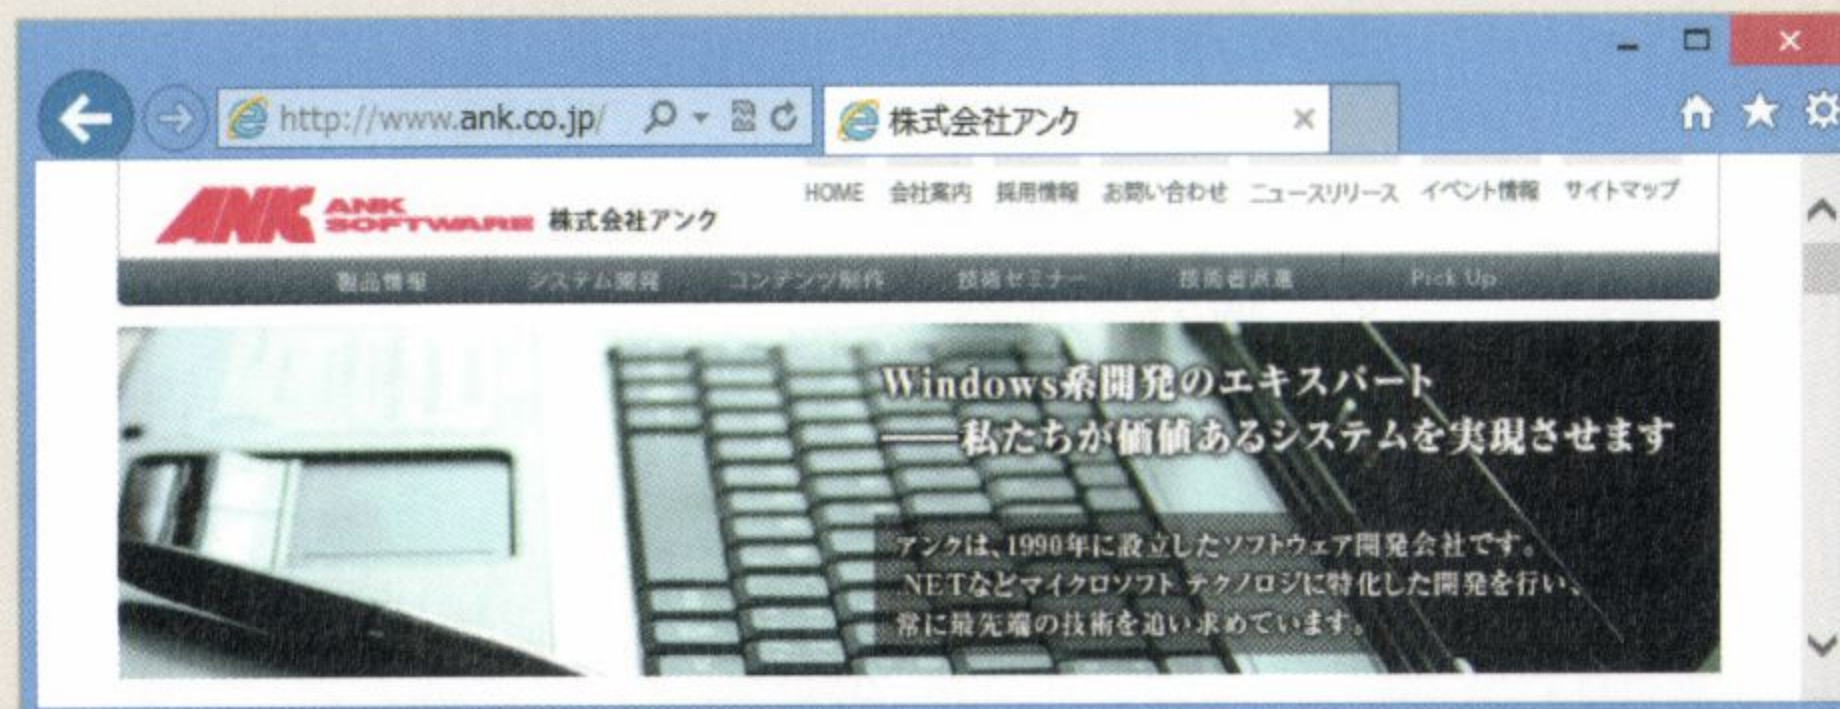 http://www.ank.co.jp/
株式会社アンク
HOME 会社案内 採用情報 お問い合わせ ニュースリリース イベント情報 サイトマップ
ANK ANK SOFTWARE 株式会社アンク
製品情報 システム開発 コンテンツ制作 技術セミナー 技術者派遣 Pick Up
Windows系開発のエキスパート
――私たちが価値あるシステムを実現させます
アンクは、1990年に設立したソフトウェア開発会社です。
.NETなどマイクロソフト テクノロジに特化した開発を行い、
常に最先端の技術を追い求めています。